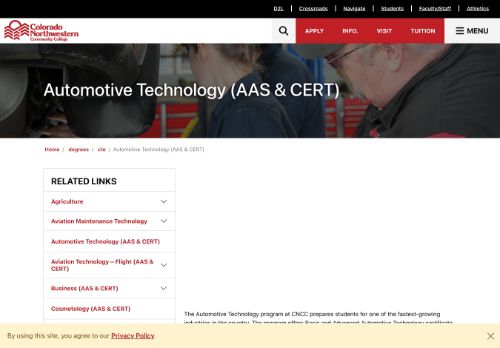 D2L Crossroads Navigate Students Faculty/Staff Athletics
Colorado
Northwestern
Community College
APPLY INFO. VISIT TUITION MENU
Automotive Technology (AAS & CERT)
Home / degrees / cte / Automotive Technology (AAS & CERT)
RELATED LINKS
Agriculture
Aviation Maintenance Technology
Automotive Technology (AAS & CERT)
Aviation Technology – Flight (AAS &
CERT)
Business (AAS & CERT)
Cosmetology (AAS & CERT)
The Automotive Technology program at CNCC prepares students for one of the fastest-growing
industries in the country. The program offers Basic and Advanced Automotive Technology certificate
By using this site, you agree to our Privacy Policy